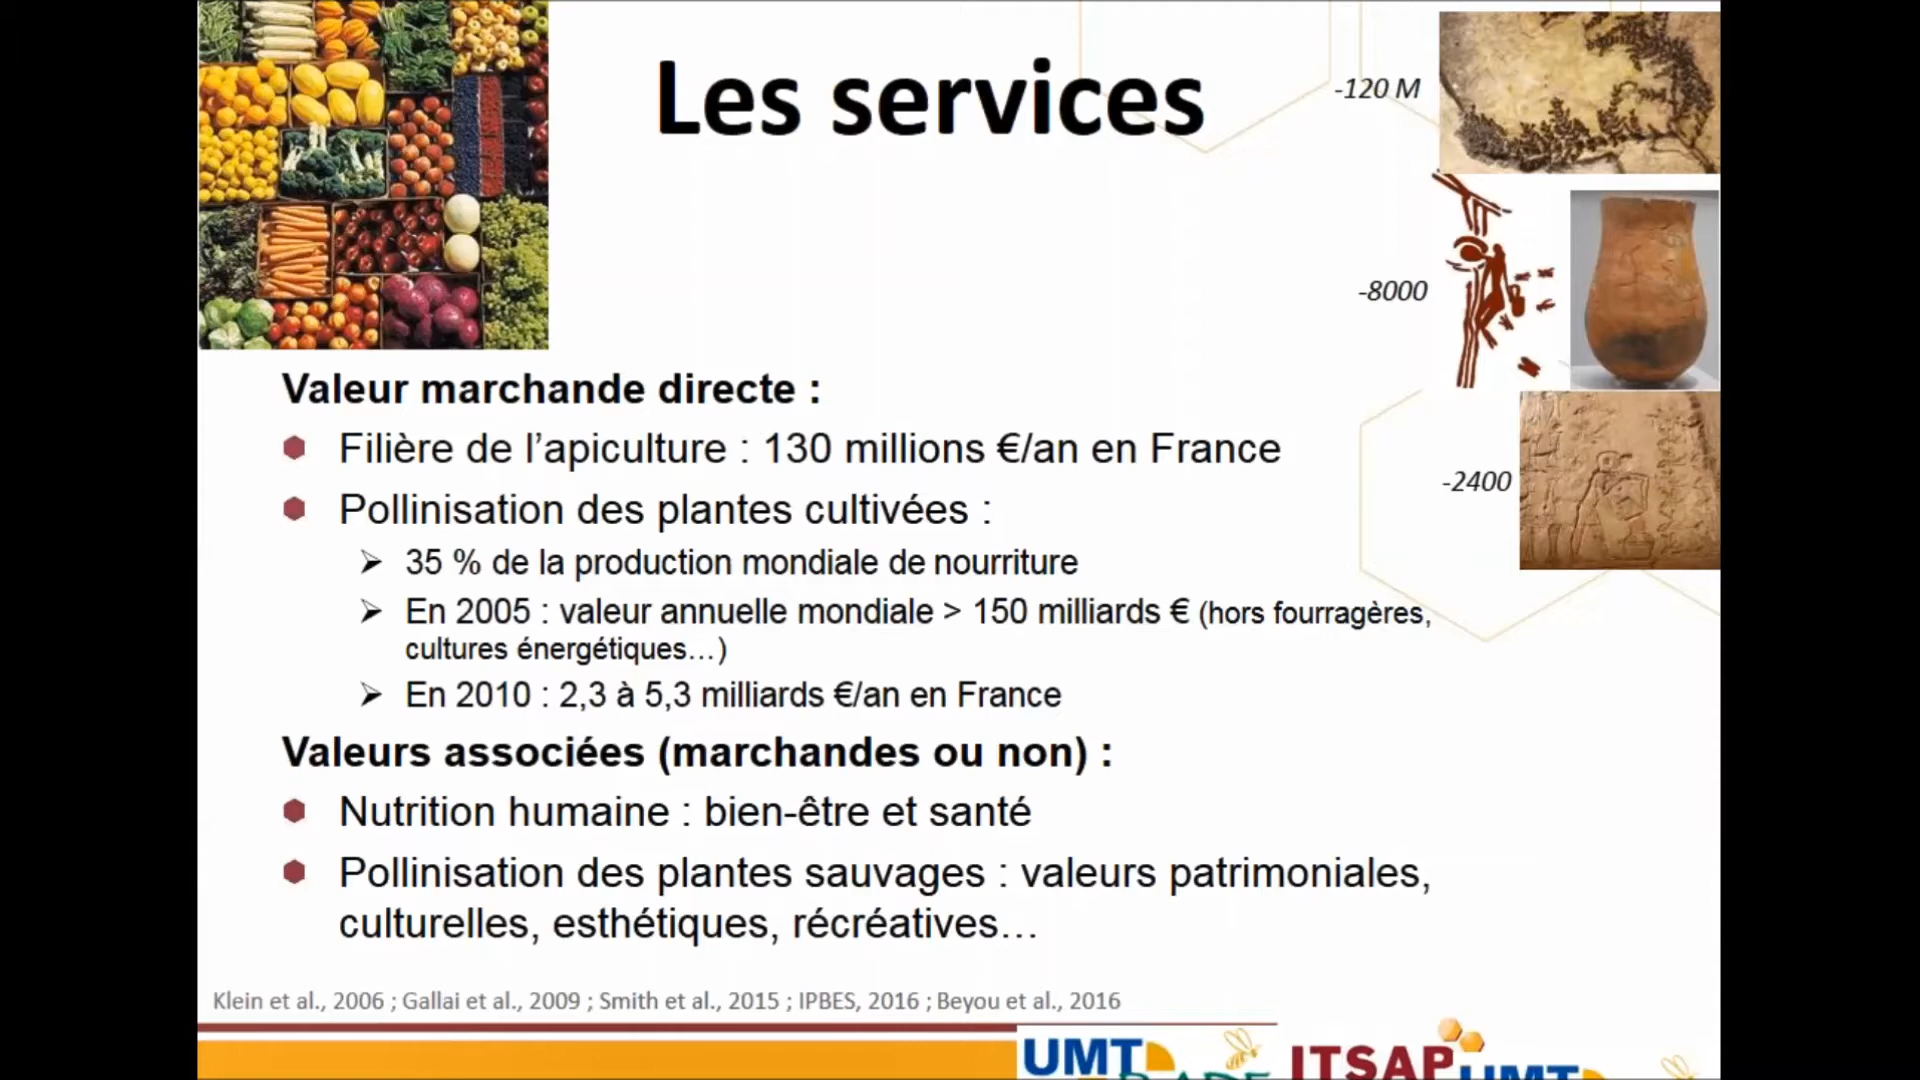 Les services
-120 M
-8000
-2400
Valeur marchande directe :
Filière de l’apiculture : 130 millions €/an en France
Pollinisation des plantes cultivées :
35 % de la production mondiale de nourriture
En 2005 : valeur annuelle mondiale > 150 milliards € (hors fourragères,
cultures énergétiques…)
En 2010 : 2,3 à 5,3 milliards €/an en France
Valeurs associées (marchandes ou non) :
Nutrition humaine : bien-être et santé
Pollinisation des plantes sauvages : valeurs patrimoniales,
culturelles, esthétiques, récréatives…
Klein et al., 2006 ; Gallai et al., 2009 ; Smith et al., 2015 ; IPBES, 2016 ; Beyou et al., 2016
UMT
ITSAP
UMT